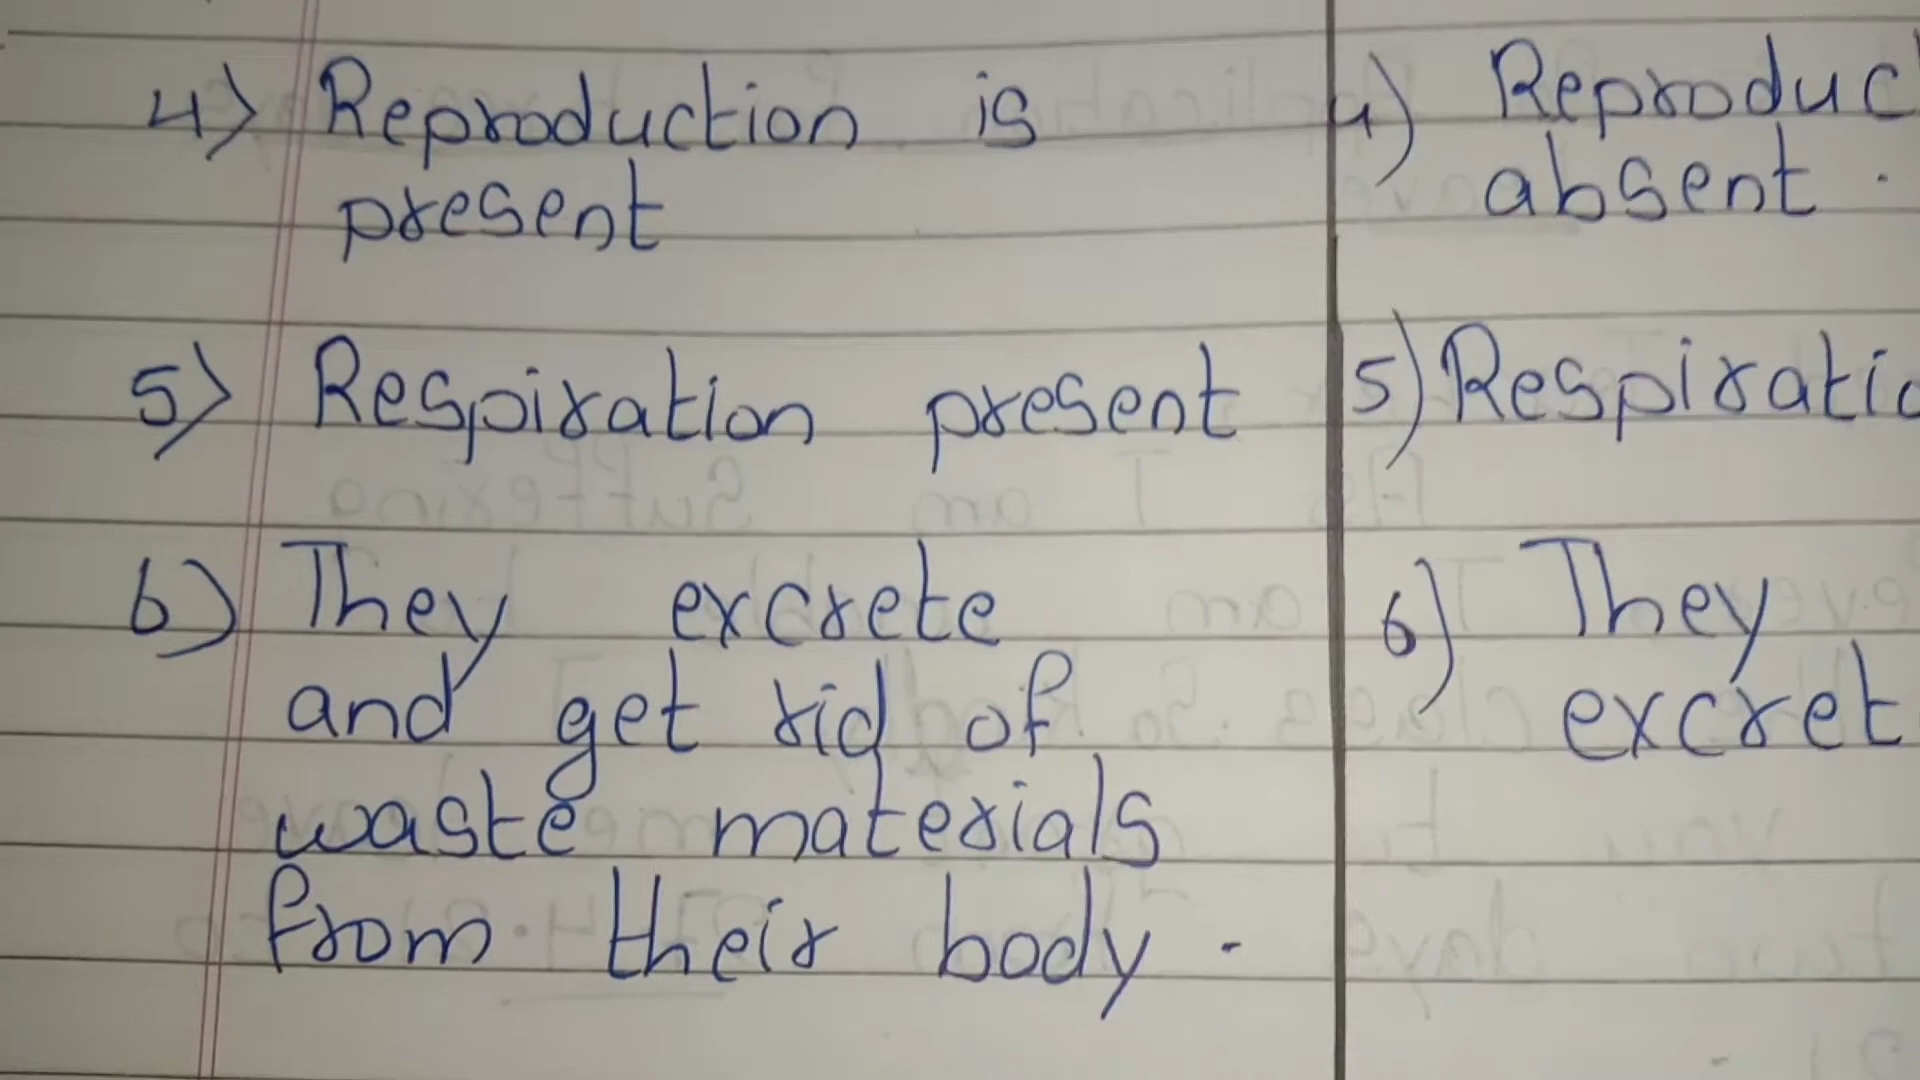 4) Reproduction is
present
5) Respiration present
6) They excrete
and get rid of
waste materials
from their body.
4) Reproduc
absent.
5) Respiratio
6) They
excret